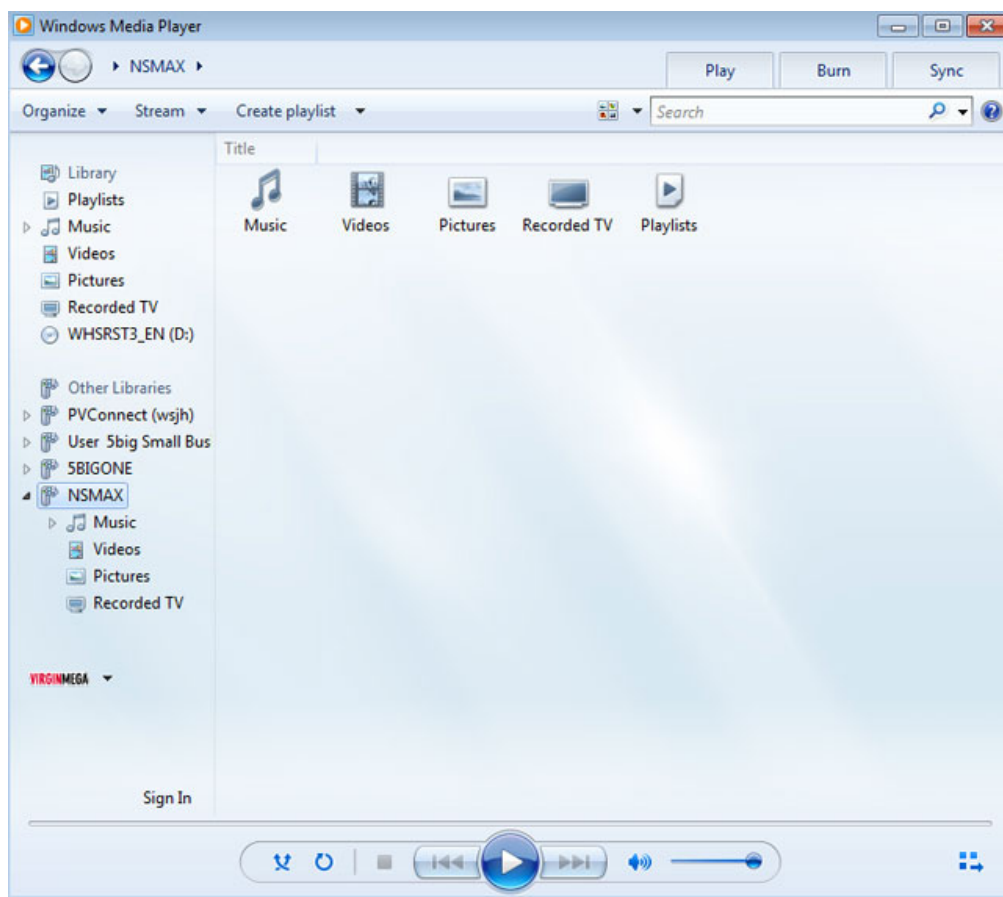 Windows Media Player
NSMAX
Play Burn Sync
Organize Stream Create playlist Search
Title
Music Videos Pictures Recorded TV Playlists
Library
Playlists
Music
Videos
Pictures
Recorded TV
WHSRST3_EN (D:)
Other Libraries
PVConnect (wsjh)
User 5big Small Bus
5BIGONE
NSMAX
Music
Videos
Pictures
Recorded TV
VIRGINMEGA
Sign In